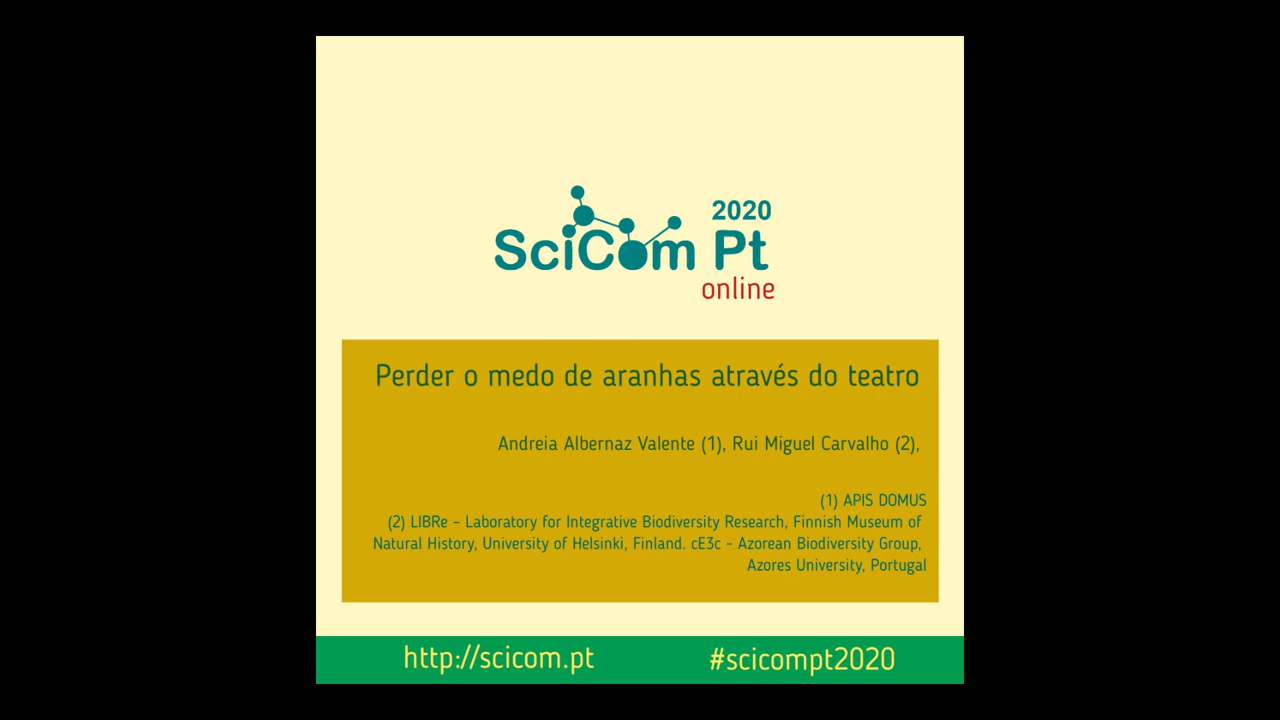 2020
SciCom Pt
online
Perder o medo de aranhas através do teatro
Andreia Albernaz Valente (1), Rui Miguel Carvalho (2),
(1) APIS DOMUS
(2) LIBRe - Laboratory for Integrative Biodiversity Research, Finnish Museum of
Natural History, University of Helsinki, Finland. cE3c - Azorean Biodiversity Group,
Azores University, Portugal
http://scicom.pt
#scicompt2020